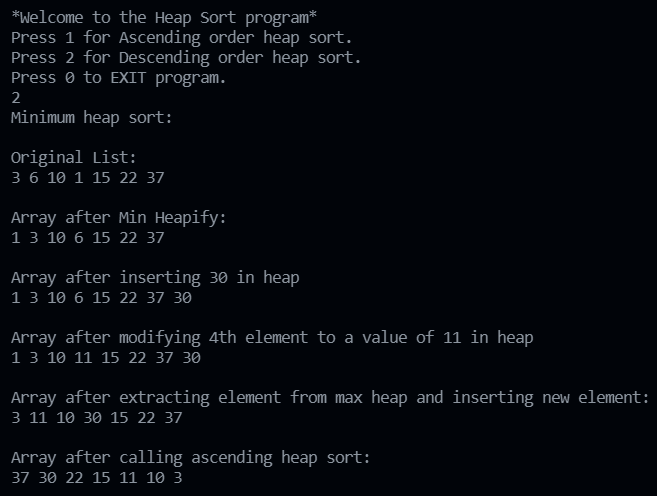 *Welcome to the Heap Sort program*
Press 1 for Ascending order heap sort.
Press 2 for Descending order heap sort.
Press 0 to EXIT program.
2
Minimum heap sort:
Original List:
3 6 10 1 15 22 37
Array after Min Heapify:
1 3 10 6 15 22 37
Array after inserting 30 in heap
1 3 10 6 15 22 37 30
Array after modifying 4th element to a value of 11 in heap
1 3 10 11 15 22 37 30
Array after extracting element from max heap and inserting new element:
3 11 10 30 15 22 37
Array after calling ascending heap sort:
37 30 22 15 11 10 3